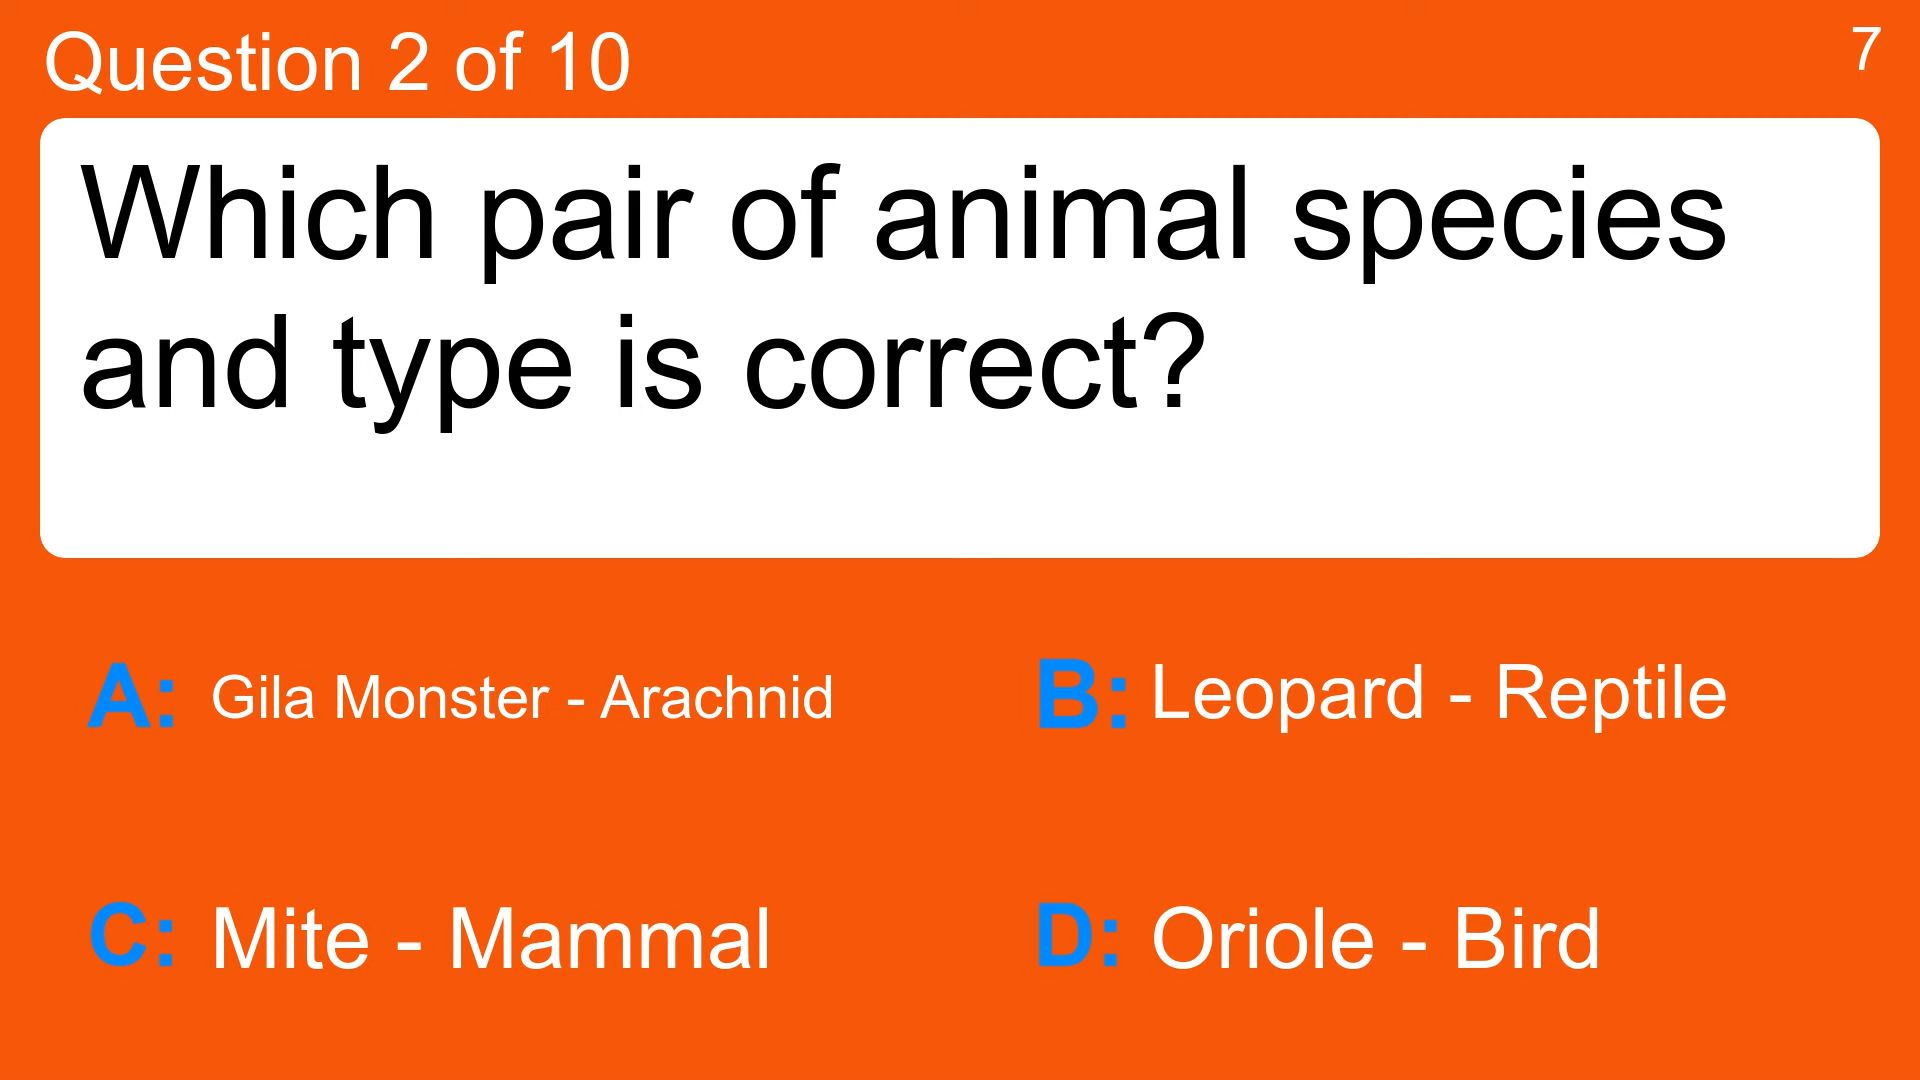 Question 2 of 10
7
Which pair of animal species
and type is correct?
A: Gila Monster - Arachnid
B: Leopard - Reptile
C: Mite - Mammal
D: Oriole - Bird